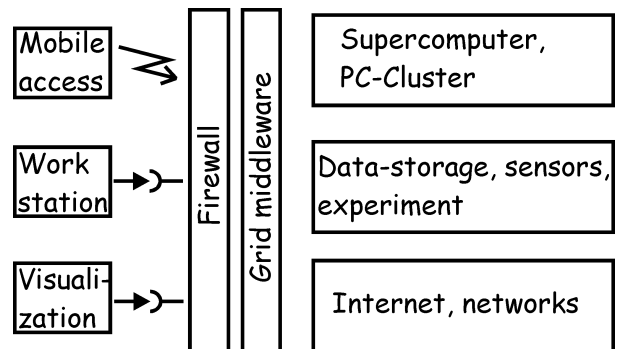 Mobile
access
Work
station
Visuali-
zation
Firewall
Grid middleware
Supercomputer,
PC-Cluster
Data-storage, sensors,
experiment
Internet, networks